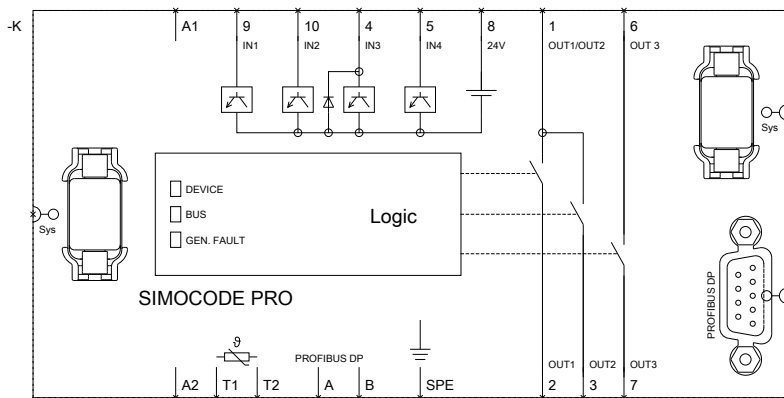 -K A1 9 10 4 5 8 1 6
IN1 IN2 IN3 IN4 24V OUT1/OUT2 OUT 3
Sys
DEVICE
BUS
Logic
GEN. FAULT
Sys
SIMOCODE PRO
PROFIBUS DP
ϑ
PROFIBUS DP
OUT1 OUT2 OUT3
A2 T1 T2 A B SPE 2 3 7